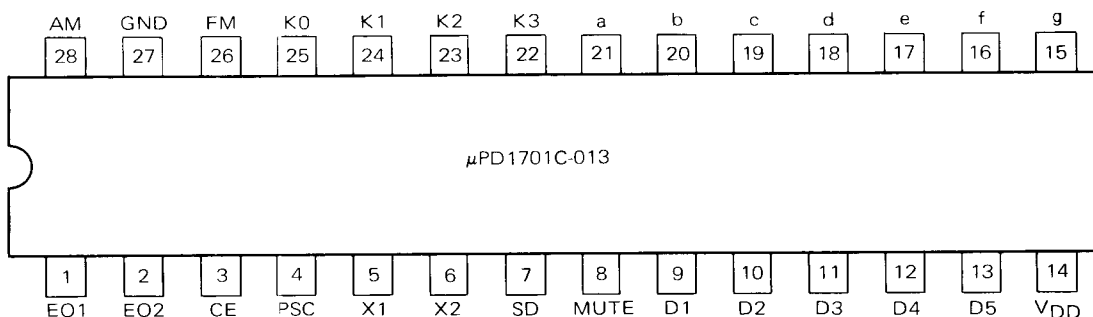 AM GND FM K0 K1 K2 K3 a b c d e f g
28 27 26 25 24 23 22 21 20 19 18 17 16 15
μPD1701C-013
1 2 3 4 5 6 7 8 9 10 11 12 13 14
EO1 EO2 CE PSC X1 X2 SD MUTE D1 D2 D3 D4 D5 VDD